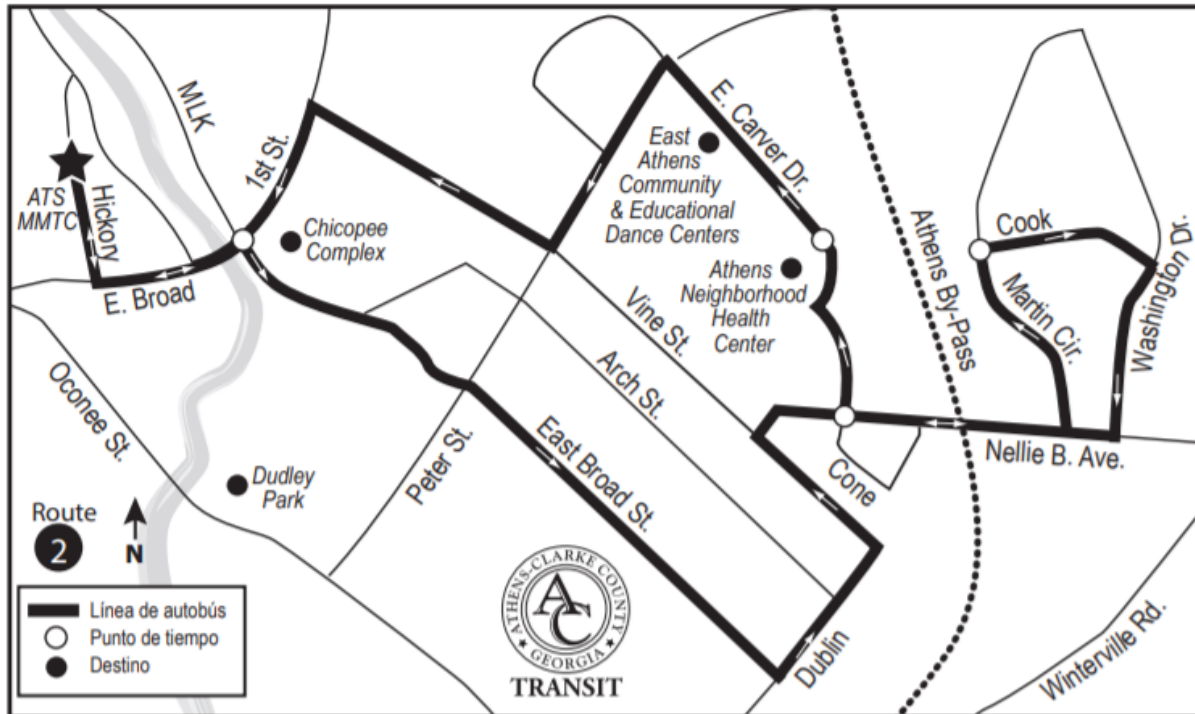 MLK
1st St.
ATS
MMTC
Hickory
E. Broad
Chicopee
Complex
E. Carver Dr.
East
Athens
Community
& Educational
Dance Centers
Athens
Neighborhood
Health
Center
Athens By-Pass
Cook
Martin Cir.
Washington Dr.
Vine St.
Arch St.
Nellie B. Ave.
Cone
Oconee St.
Dudley
Park
Peter St.
East Broad St.
Dublin
Winterville Rd.
Route
2
N
Línea de autobús
Punto de tiempo
Destino
ATHENS-CLARKE COUNTY
AC
GEORGIA
TRANSIT